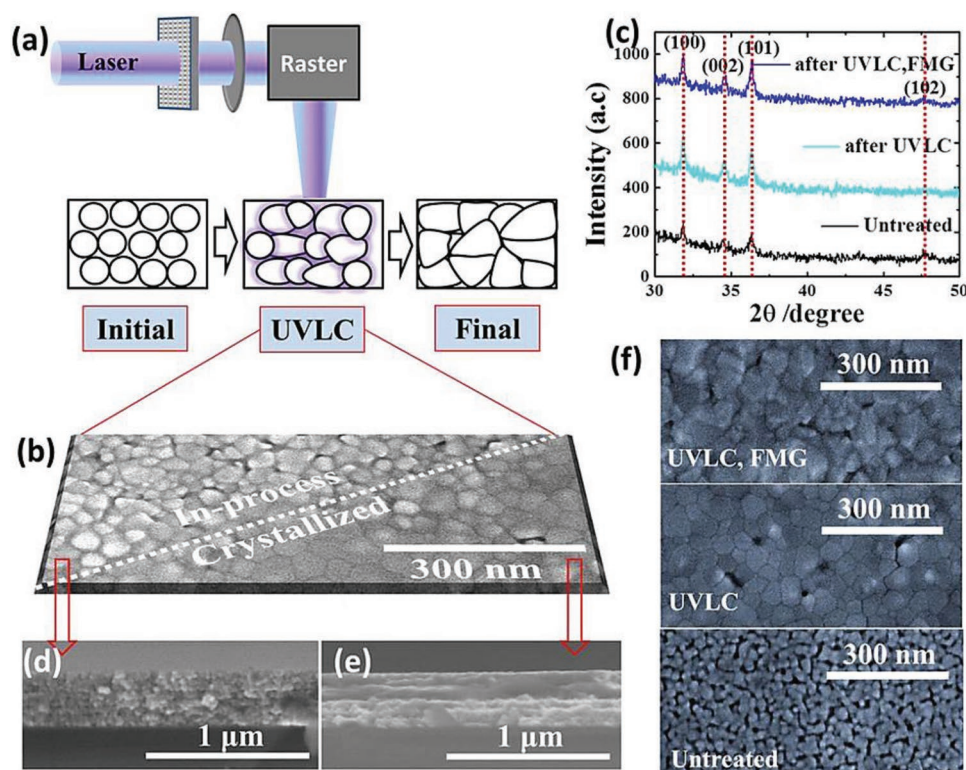 (a)
Laser
Raster
Initial
UVLC
Final
(b)
In-process
Crystallized
300 nm
(d)
1 μm
(e)
1 μm
(c)
(100)
(002)
(101)
after UVLC,FMG
(102)
after UVLC
Untreated
Intensity (a.c)
1000
800
600
400
200
0
30
35
40
45
50
2θ /degree
(f)
300 nm
UVLC, FMG
300 nm
UVLC
300 nm
Untreated